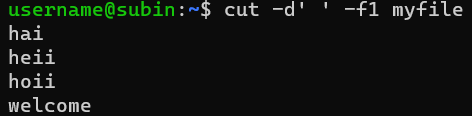 username@subin:~$ cut -d' ' -f1 myfile
hai
heii
hoii
welcome